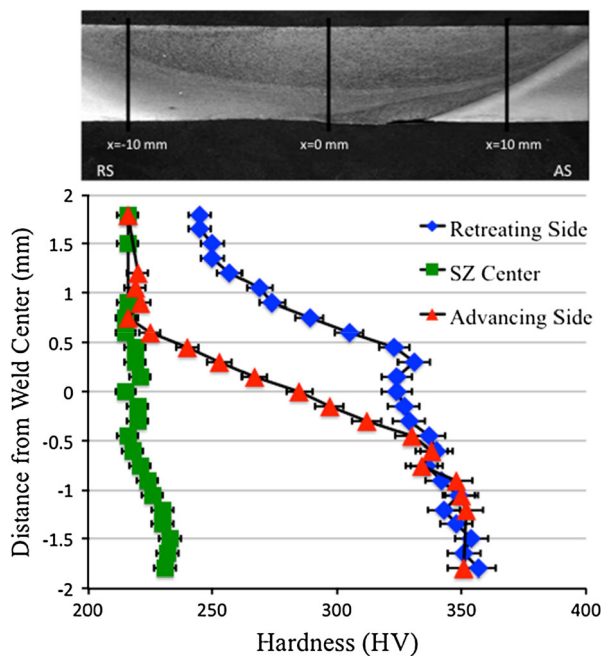 x=-10 mm
x=0 mm
x=10 mm
RS
AS
2
1.5
1
0.5
0
-0.5
-1
-1.5
-2
Distance from Weld Center (mm)
Retreating Side
SZ Center
Advancing Side
200
250
300
350
400
Hardness (HV)